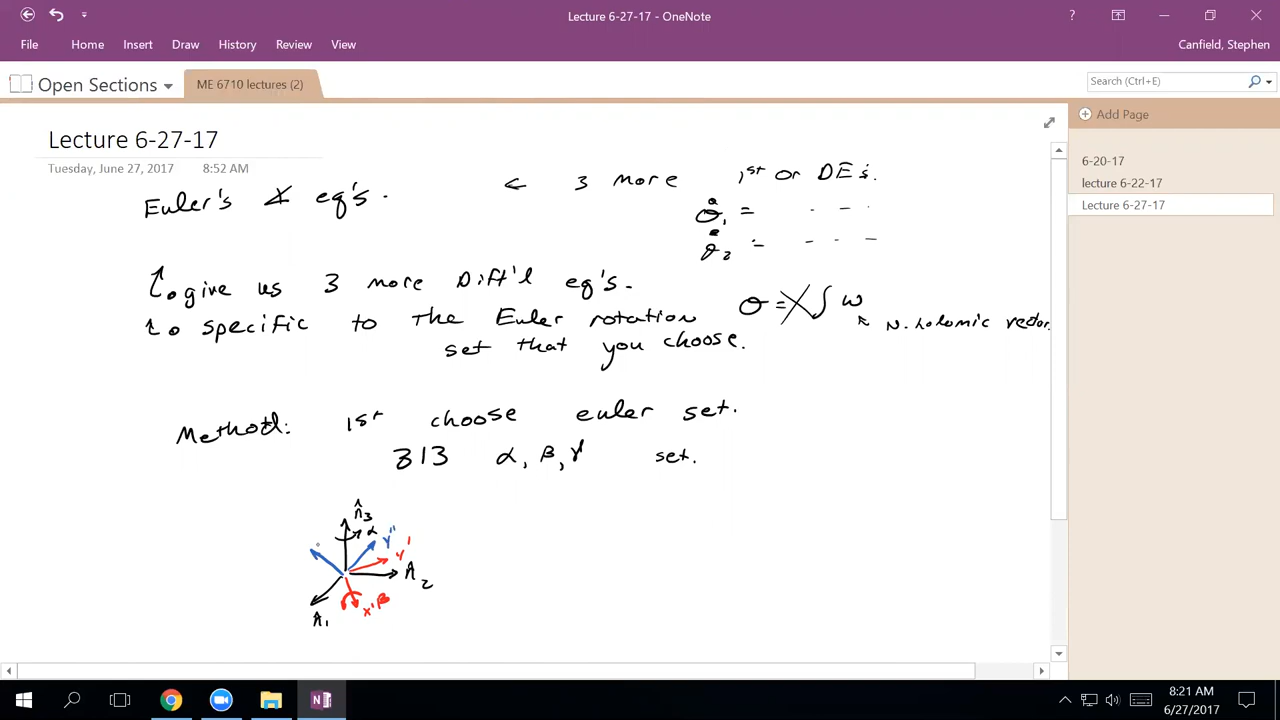 Lecture 6-27-17 - OneNote
?
File Home Insert Draw History Review View
Canfield, Stephen
Open Sections
ME 6710 lectures (2)
Search (Ctrl+E)
Add Page
6-20-17
lecture 6-22-17
Lecture 6-27-17
Lecture 6-27-17
Tuesday, June 27, 2017 8:52 AM
Euler's ∡ eq's.
← 3 more 1st or DE's.
θ̇₁ = . - -
θ̇₂ = - - -
give us 3 more Diff'l eq's.
θ = ∫ ω
N. holomic vector.
specific to the Euler rotation
set that you choose.
Method: 1st choose euler set.
313 α, β, γ set.
n̂₃
α
y''
y'
n̂₂
x' β
n̂₁
8:21 AM
6/27/2017